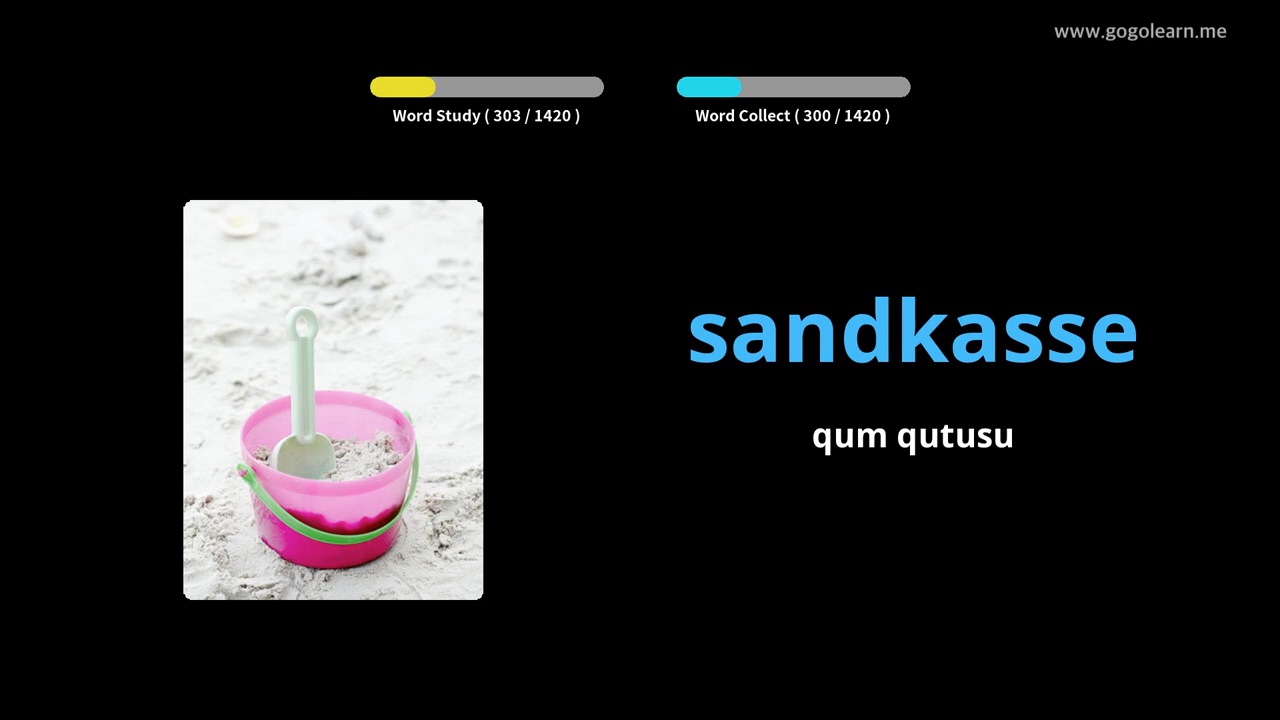 www.gogolearn.me
Word Study ( 303 / 1420 )
Word Collect ( 300 / 1420 )
sandkasse
qum qutusu